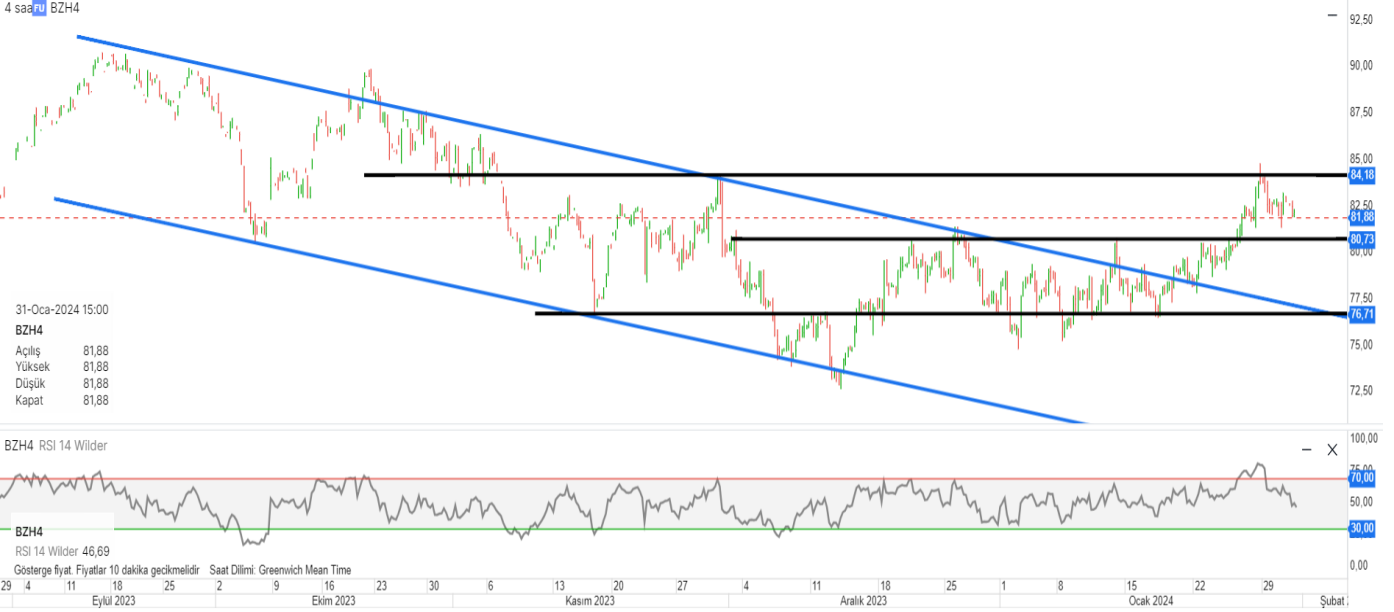 4 saa FU BZH4
92,50
90,00
87,50
85,00
84,18
82,50
81,88
80,73
80,00
77,50
76,71
75,00
72,50
31-Oca-2024 15:00
BZH4
Açılış 81,88
Yüksek 81,88
Düşük 81,88
Kapat 81,88
BZH4 RSI 14 Wilder
100,00
75,00
70,00
50,00
30,00
0,00
BZH4
RSI 14 Wilder 46,69
Gösterge fiyat. Fiyatlar 10 dakika gecikmelidir Saat Dilimi: Greenwich Mean Time
29 4 11 18 25 2 9 16 23 30 6 13 20 27 4 11 18 25 1 8 15 22 29
Eylül 2023 Ekim 2023 Kasım 2023 Aralık 2023 Ocak 2024 Şubat